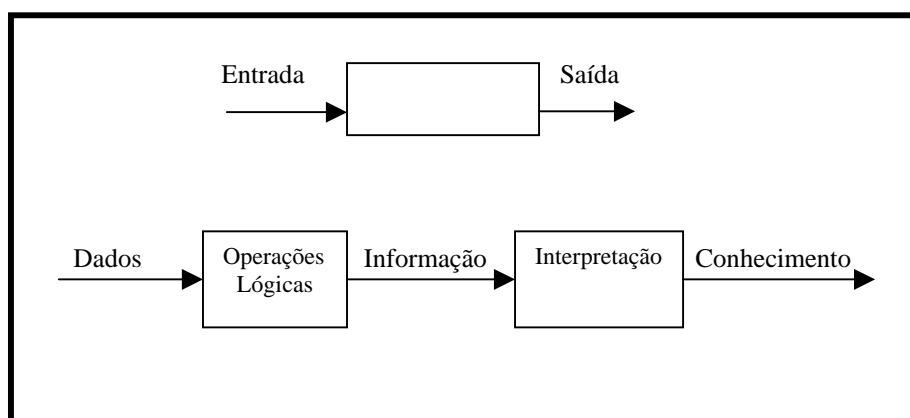 Entrada
Saída
Dados
Operações
Lógicas
Informação
Interpretação
Conhecimento